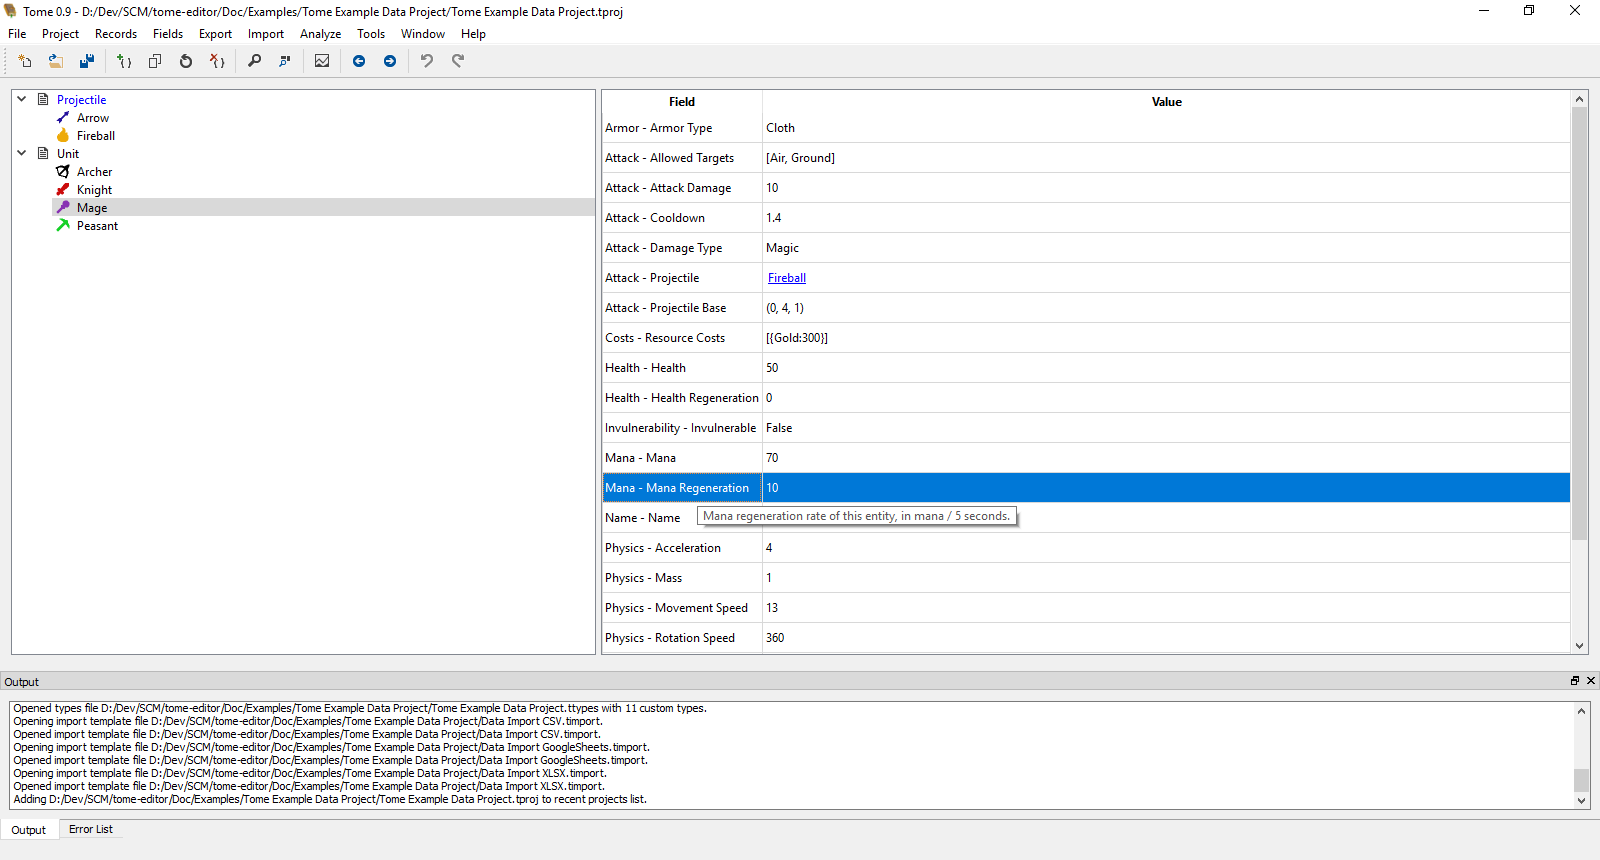 Tome 0.9 - D:/Dev/SCM/tome-editor/Doc/Examples/Tome Example Data Project/Tome Example Data Project.tproj
File Project Records Fields Export Import Analyze Tools Window Help
Projectile
Arrow
Fireball
Unit
Archer
Knight
Mage
Peasant
Field Value
Armor - Armor Type Cloth
Attack - Allowed Targets [Air, Ground]
Attack - Attack Damage 10
Attack - Cooldown 1.4
Attack - Damage Type Magic
Attack - Projectile Fireball
Attack - Projectile Base (0, 4, 1)
Costs - Resource Costs [{Gold:300}]
Health - Health 50
Health - Health Regeneration 0
Invulnerability - Invulnerable False
Mana - Mana 70
Mana - Mana Regeneration 10
Name - Name
Mana regeneration rate of this entity, in mana / 5 seconds.
Physics - Acceleration 4
Physics - Mass 1
Physics - Movement Speed 13
Physics - Rotation Speed 360
Output
Opened types file D:/Dev/SCM/tome-editor/Doc/Examples/Tome Example Data Project/Tome Example Data Project.ttypes with 11 custom types.
Opening import template file D:/Dev/SCM/tome-editor/Doc/Examples/Tome Example Data Project/Data Import CSV.timport.
Opened import template file D:/Dev/SCM/tome-editor/Doc/Examples/Tome Example Data Project/Data Import CSV.timport.
Opening import template file D:/Dev/SCM/tome-editor/Doc/Examples/Tome Example Data Project/Data Import GoogleSheets.timport.
Opened import template file D:/Dev/SCM/tome-editor/Doc/Examples/Tome Example Data Project/Data Import GoogleSheets.timport.
Opening import template file D:/Dev/SCM/tome-editor/Doc/Examples/Tome Example Data Project/Data Import XLSX.timport.
Opened import template file D:/Dev/SCM/tome-editor/Doc/Examples/Tome Example Data Project/Data Import XLSX.timport.
Adding D:/Dev/SCM/tome-editor/Doc/Examples/Tome Example Data Project/Tome Example Data Project.tproj to recent projects list.
Output Error List